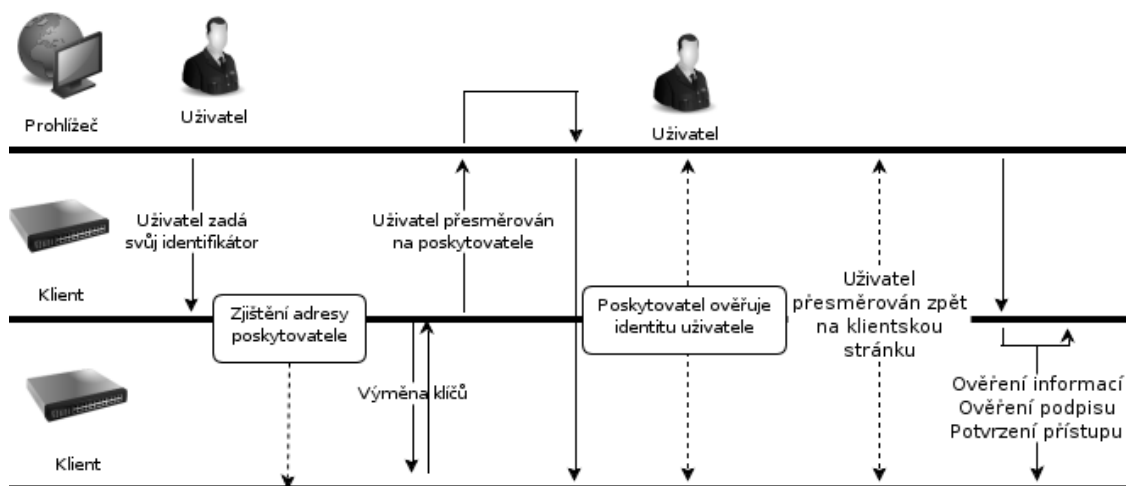 Prohlížeč
Uživatel
Uživatel
Uživatel zadá
svůj identifikátor
Uživatel přesměrován
na poskytovatele
Klient
Zjištění adresy
poskytovatele
Poskytovatel ověřuje
identitu uživatele
Uživatel
přesměrován zpět
na klientskou
stránku
Výměna klíčů
Ověření informací
Ověření podpisu
Potvrzení přístupu
Klient